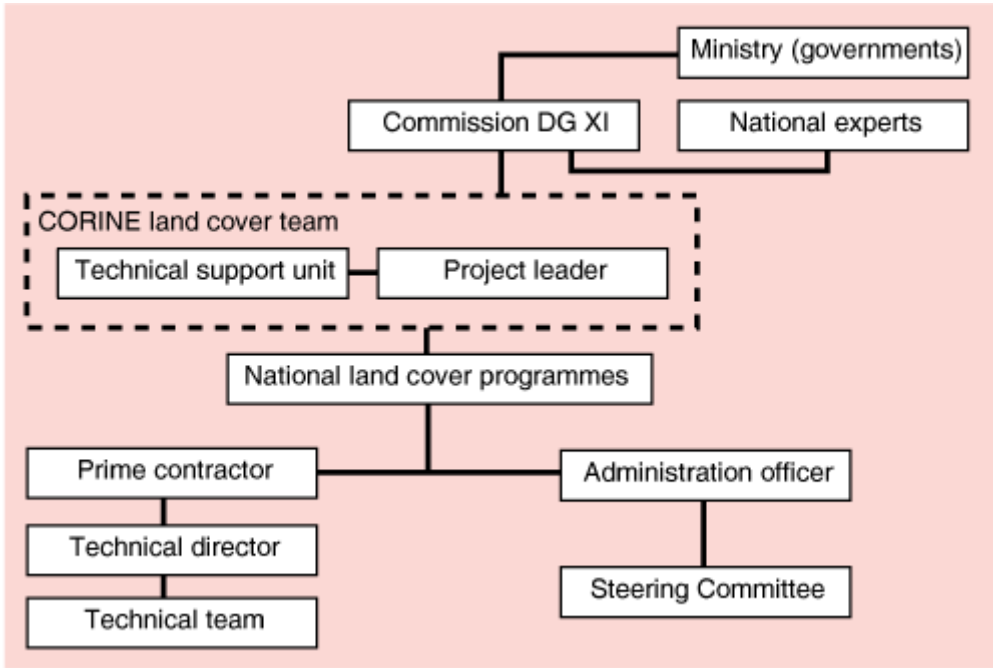 Ministry (governments)
Commission DG XI
National experts
CORINE land cover team
Technical support unit
Project leader
National land cover programmes
Prime contractor
Administration officer
Technical director
Steering Committee
Technical team